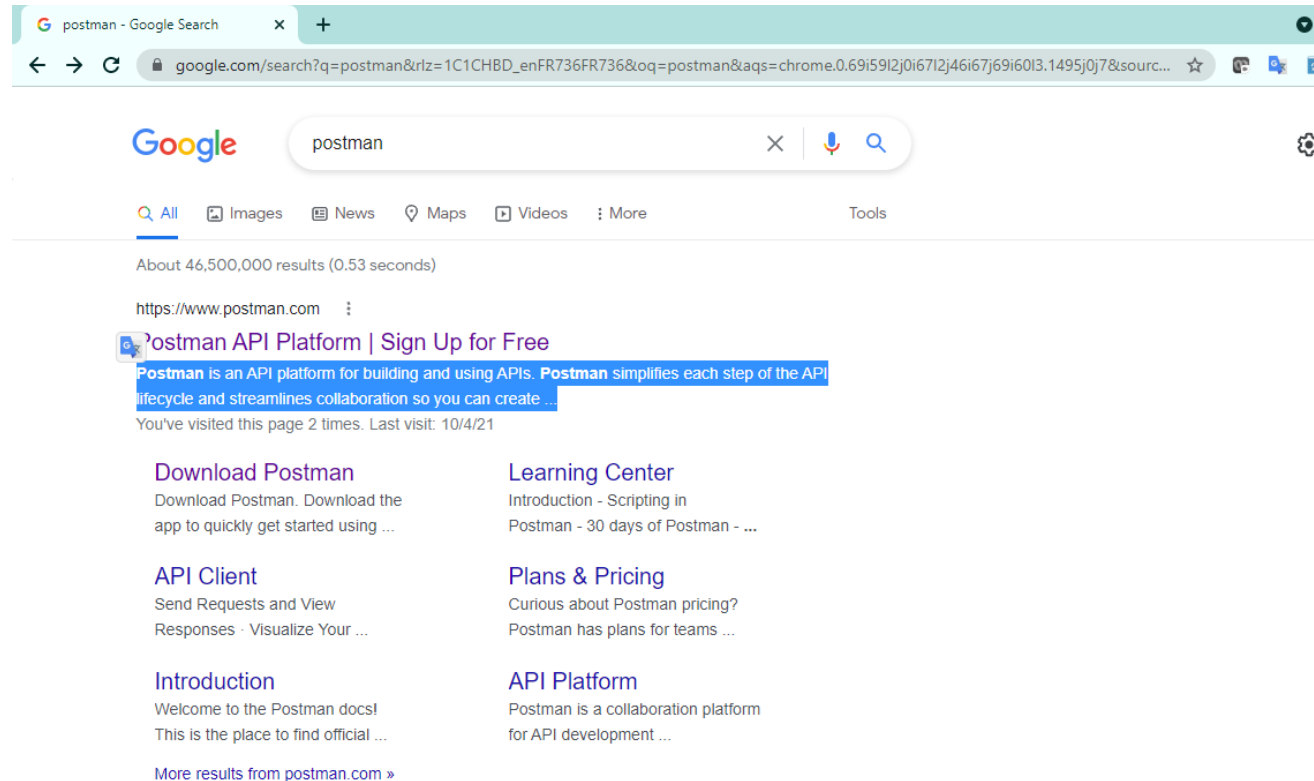 postman - Google Search
google.com/search?q=postman&rlz=1C1CHBD_enFR736FR736&oq=postman&aqs=chrome.0.69i59l2j0i67l2j46i67j69i60l3.1495j0j7&sourc...
Google
postman
All Images News Maps Videos More Tools
About 46,500,000 results (0.53 seconds)
https://www.postman.com
Postman API Platform | Sign Up for Free
Postman is an API platform for building and using APIs. Postman simplifies each step of the API
lifecycle and streamlines collaboration so you can create ...
You've visited this page 2 times. Last visit: 10/4/21
Download Postman
Download Postman. Download the
app to quickly get started using ...
Learning Center
Introduction - Scripting in
Postman - 30 days of Postman - ...
API Client
Send Requests and View
Responses · Visualize Your ...
Plans & Pricing
Curious about Postman pricing?
Postman has plans for teams ...
Introduction
Welcome to the Postman docs!
This is the place to find official ...
API Platform
Postman is a collaboration platform
for API development ...
More results from postman.com »